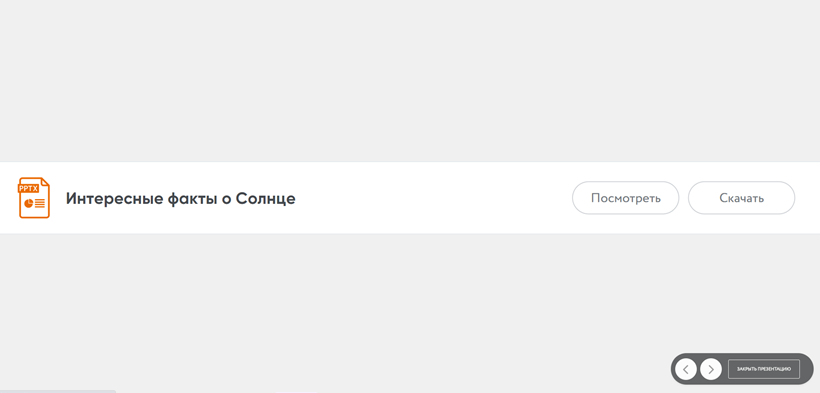 PPTX
Интересные факты о Солнце
Посмотреть
Скачать
ЗАКРЫТЬ ПРЕЗЕНТАЦИЮ